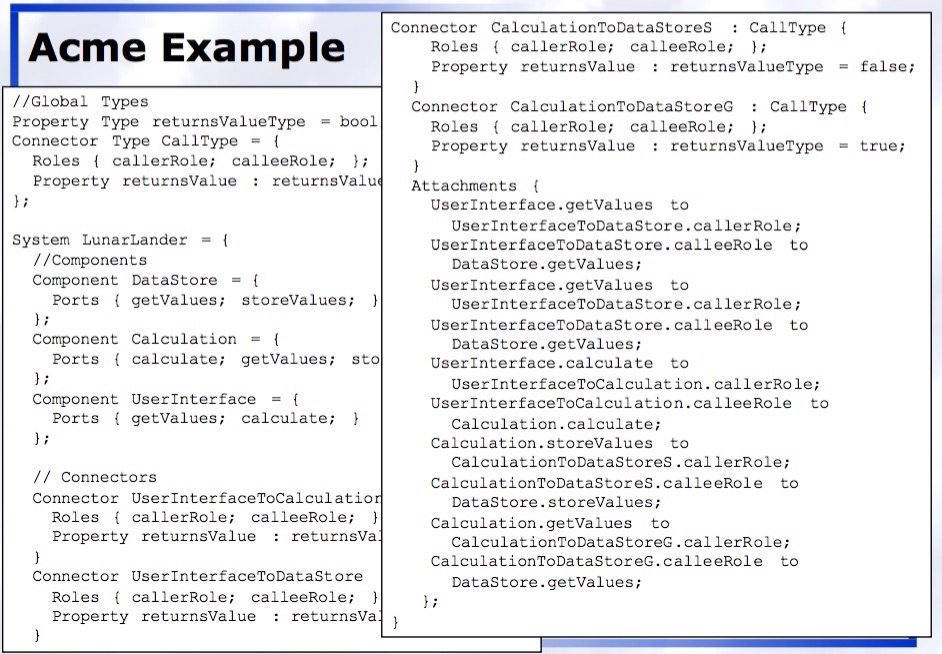 Acme Example
//Global Types
Property Type returnsValueType = bool
Connector Type CallType = {
Roles { callerRole; calleeRole; };
Property returnsValue : returnsValue
};
System LunarLander = {
//Components
Component DataStore = {
Ports { getValues; storeValues; }
};
Component Calculation = {
Ports { calculate; getValues; sto
};
Component UserInterface = {
Ports { getValues; calculate; }
};
// Connectors
Connector UserInterfaceToCalculation
Roles { callerRole; calleeRole; }
Property returnsValue : returnsVal
}
Connector UserInterfaceToDataStore
Roles { callerRole; calleeRole; }
Property returnsValue : returnsVal
}
Connector CalculationToDataStoreS : CallType {
Roles { callerRole; calleeRole; };
Property returnsValue : returnsValueType = false;
}
Connector CalculationToDataStoreG : CallType {
Roles { callerRole; calleeRole; };
Property returnsValue : returnsValueType = true;
}
Attachments {
UserInterface.getValues to
UserInterfaceToDataStore.callerRole;
UserInterfaceToDataStore.calleeRole to
DataStore.getValues;
UserInterface.getValues to
UserInterfaceToDataStore.callerRole;
UserInterfaceToDataStore.calleeRole to
DataStore.getValues;
UserInterface.calculate to
UserInterfaceToCalculation.callerRole;
UserInterfaceToCalculation.calleeRole to
Calculation.calculate;
Calculation.storeValues to
CalculationToDataStoreS.callerRole;
CalculationToDataStoreS.calleeRole to
DataStore.storeValues;
Calculation.getValues to
CalculationToDataStoreG.callerRole;
CalculationToDataStoreG.calleeRole to
DataStore.getValues;
};
}